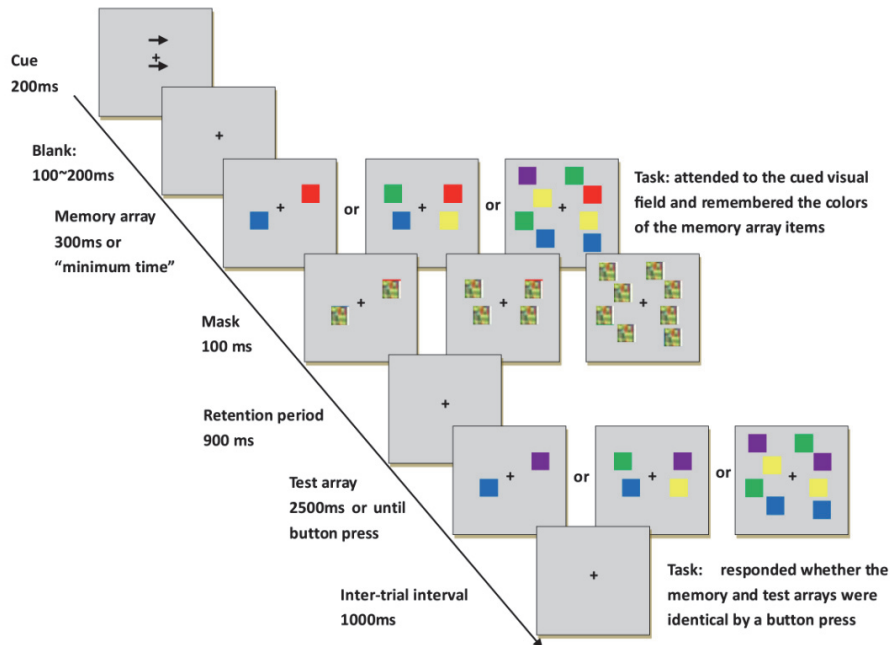 Cue
200ms
Blank:
100~200ms
Memory array
300ms or
“minimum time”
or
or
Task: attended to the cued visual
field and remembered the colors
of the memory array items
Mask
100 ms
Retention period
900 ms
Test array
2500ms or until
button press
or
or
Inter-trial interval
1000ms
Task: responded whether the
memory and test arrays were
identical by a button press